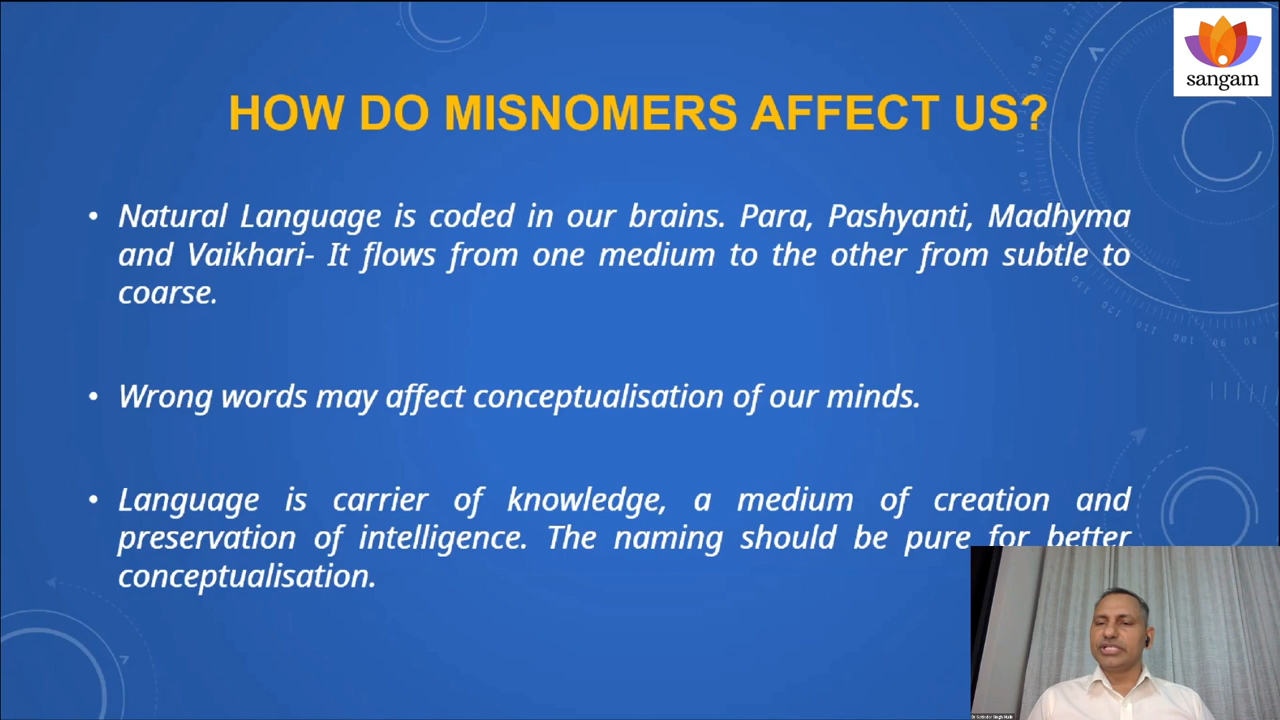 sangam
HOW DO MISNOMERS AFFECT US?
• Natural Language is coded in our brains. Para, Pashyanti, Madhyma
and Vaikhari- It flows from one medium to the other from subtle to
coarse.
• Wrong words may affect conceptualisation of our minds.
• Language is carrier of knowledge, a medium of creation and
preservation of intelligence. The naming should be pure for better
conceptualisation.